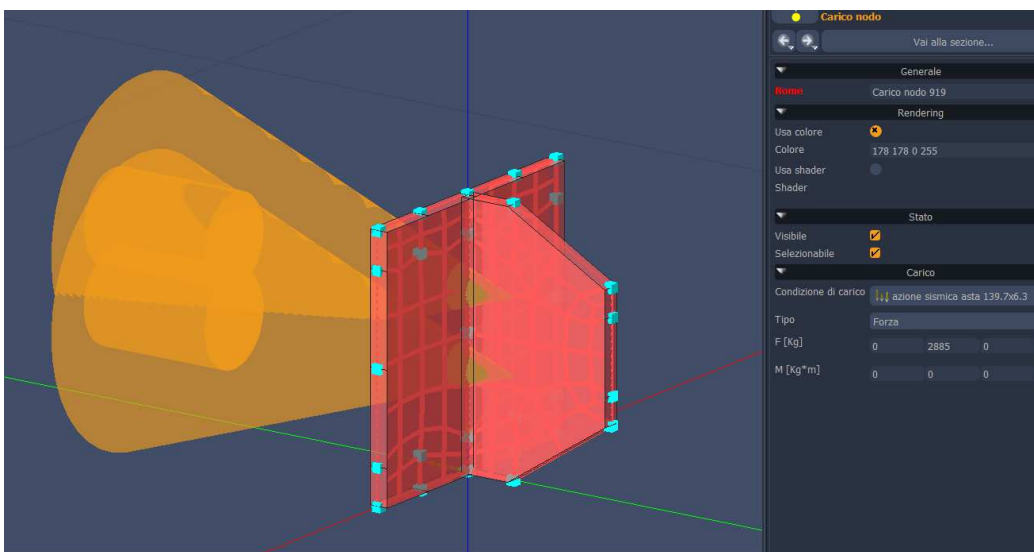 Carico nodo
Vai alla sezione...
Generale
Nome Carico nodo 919
Rendering
Usa colore
Colore 178 178 0 255
Usa shader
Shader
Stato
Visibile
Selezionabile
Carico
Condizione di carico azione sismica asta 139.7x6.3
Tipo Forza
F [Kg] 0 2885 0
M [Kg*m] 0 0 0